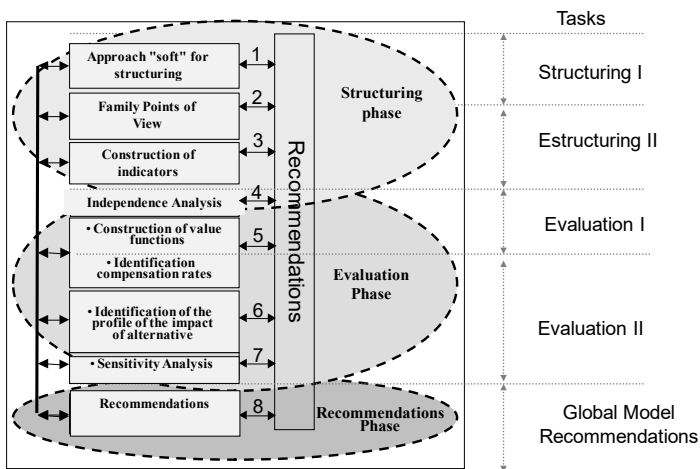 Tasks
Approach "soft" for
structuring
1
Structuring I
Family Points of
View
2
Structuring
phase
Construction of
indicators
3
Estructuring II
Independence Analysis
4
Recommendations
• Construction of value
functions
5
Evaluation I
• Identification
compensation rates
Evaluation
Phase
• Identification of the
profile of the impact
of alternative
6
Evaluation II
• Sensitivity Analysis
7
Recommendations
8
Recommendations
Phase
Global Model
Recommendations